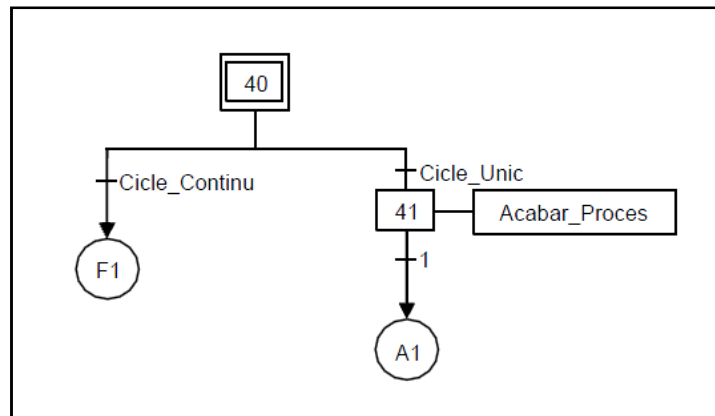 40
Cicle_Continu
Cicle_Unic
41
Acabar_Proces
1
F1
A1